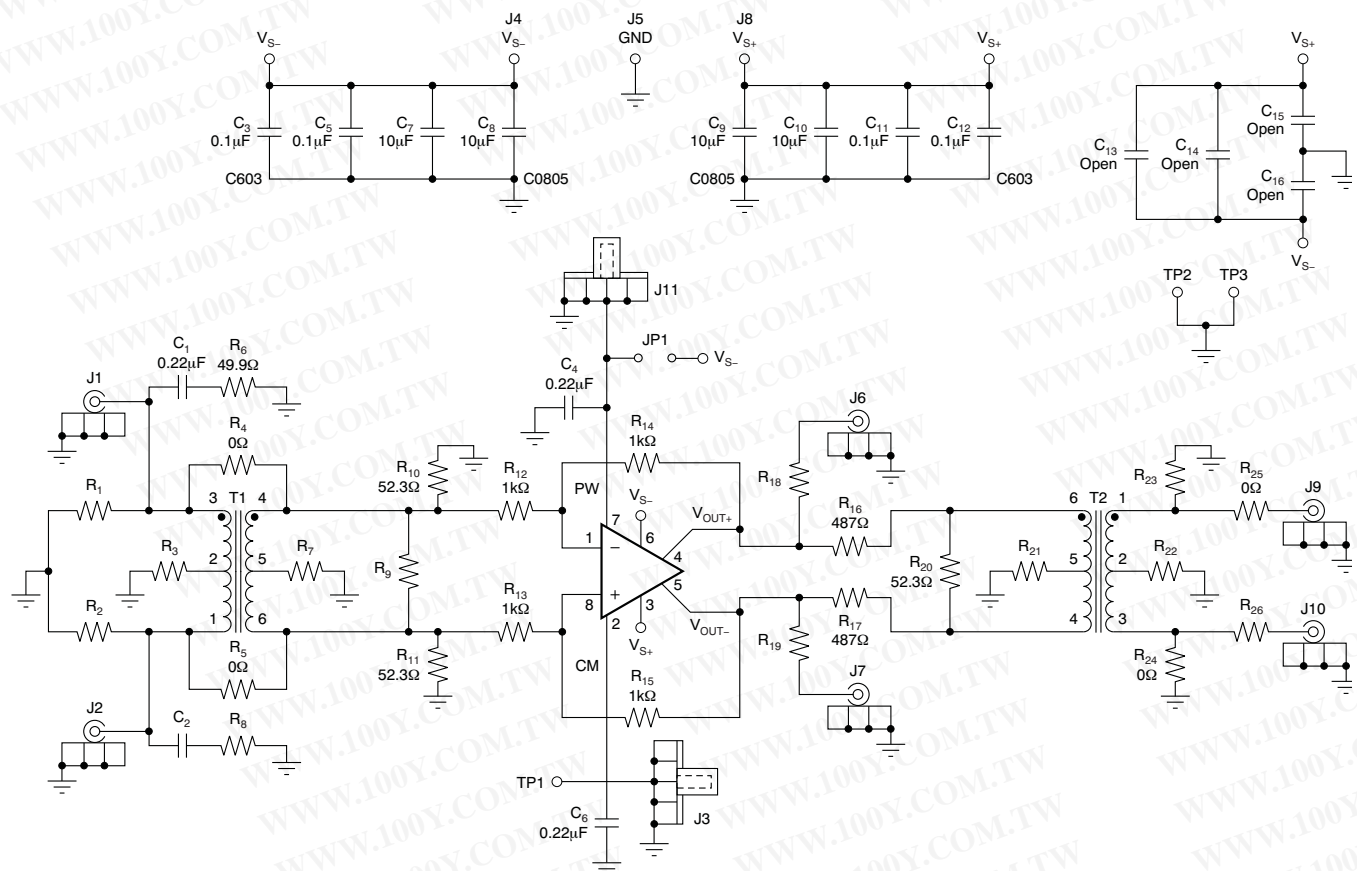 J4
J5
GND
J8
VS−
VS−
VS+
VS+
VS+
C3
0.1μF
C5
0.1μF
C7
10μF
C8
10μF
C603
C0805
C9
10μF
C10
10μF
C11
0.1μF
C12
0.1μF
C0805
C603
C13
Open
C14
Open
C15
Open
C16
Open
VS−
TP2
TP3
J11
JP1
VS−
C4
0.22μF
C1
0.22μF
R6
49.9Ω
J1
R4
0Ω
R1
3
T1
4
R3
2
5
R7
R2
1
6
R5
0Ω
J2
C2
R8
R9
R10
52.3Ω
R11
52.3Ω
R12
1kΩ
R13
1kΩ
R14
1kΩ
PW
7
VS−
6
1
−
4
VOUT+
+
5
8
3
2
VOUT−
VS+
CM
R15
1kΩ
TP1
J3
C6
0.22μF
J6
R18
R16
487Ω
R17
487Ω
R19
J7
R20
52.3Ω
R21
6
T2
1
5
2
4
3
R22
R23
R25
0Ω
J9
R26
J10
R24
0Ω
WWW.100Y.COM.TW